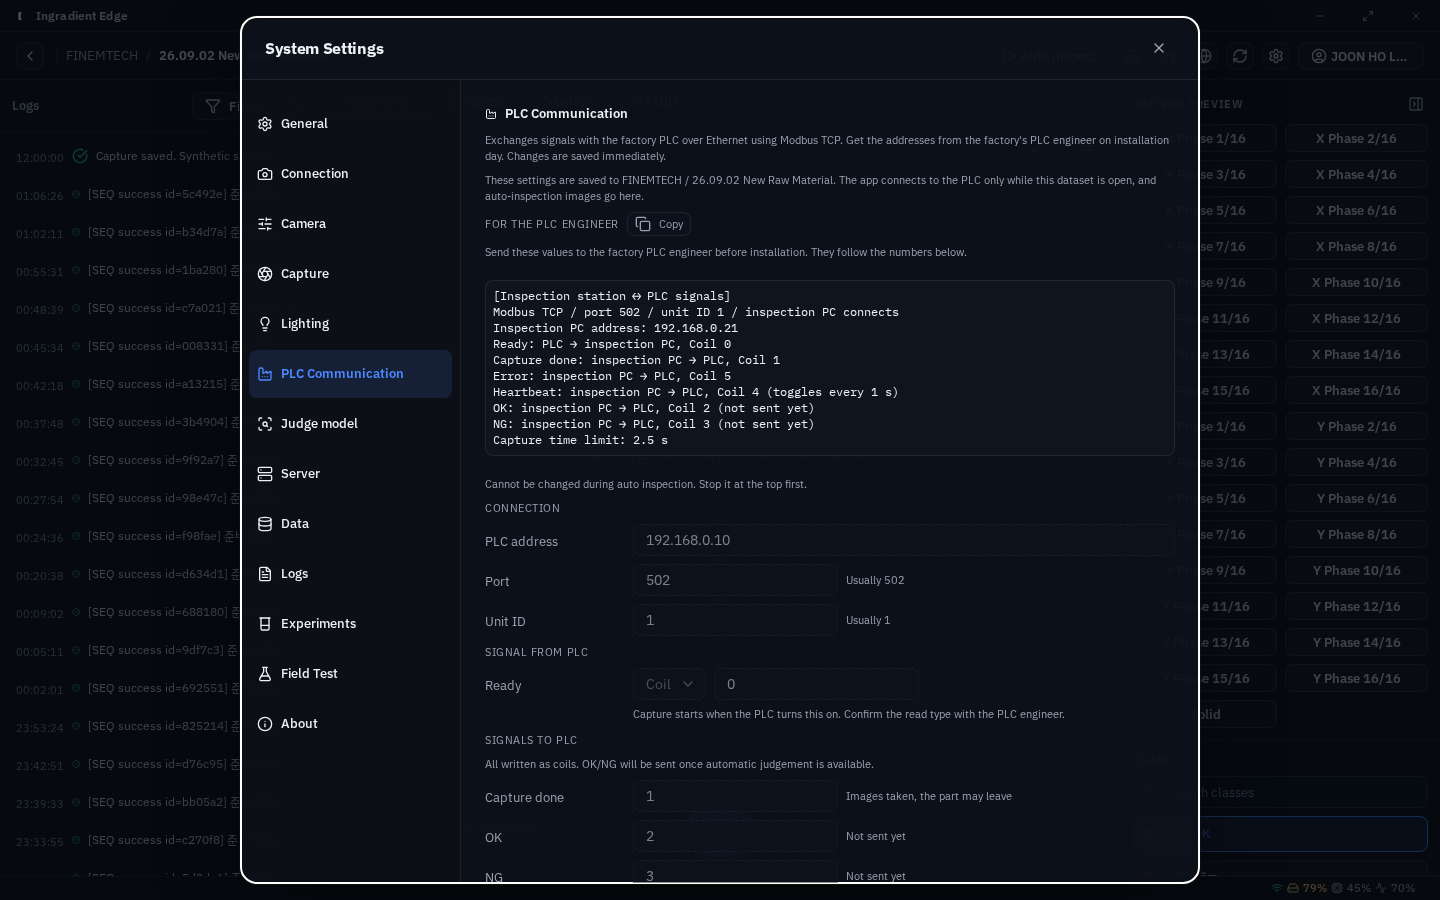 Ingradient Edge
FINEMTECH / 26.09.02 New
JOON HO L...
Logs
12:00:00 Capture saved. Synthetic s
01:06:26 [SEQ success id=5c492e] 준
01:02:11 [SEQ success id=b34d7a] 준
00:55:31 [SEQ success id=1ba280] 준
00:48:39 [SEQ success id=c7a021] 준
00:45:34 [SEQ success id=008331] 준
00:42:18 [SEQ success id=a13215] 준
00:37:48 [SEQ success id=3b4904] 준
00:32:45 [SEQ success id=9f92a7] 준
00:27:54 [SEQ success id=98e47c] 준
00:24:36 [SEQ success id=f98fae] 준
00:20:38 [SEQ success id=d634d1] 준
00:09:02 [SEQ success id=688180] 준
00:05:11 [SEQ success id=9df7c3] 준
00:02:01 [SEQ success id=692551] 준
23:53:24 [SEQ success id=825214] 준
23:42:51 [SEQ success id=d76c95] 준
23:39:33 [SEQ success id=bb05a2] 준
23:33:55 [SEQ success id=c270f8] 준
System Settings
General
Connection
Camera
Capture
Lighting
PLC Communication
Judge model
Server
Data
Logs
Experiments
Field Test
About
PLC Communication
Exchanges signals with the factory PLC over Ethernet using Modbus TCP. Get the addresses from the factory's PLC engineer on installation
day. Changes are saved immediately.
These settings are saved to FINEMTECH / 26.09.02 New Raw Material. The app connects to the PLC only while this dataset is open, and
auto-inspection images go here.
FOR THE PLC ENGINEER Copy
Send these values to the factory PLC engineer before installation. They follow the numbers below.
[Inspection station ↔ PLC signals]
Modbus TCP / port 502 / unit ID 1 / inspection PC connects
Inspection PC address: 192.168.0.21
Ready: PLC → inspection PC, Coil 0
Capture done: inspection PC → PLC, Coil 1
Error: inspection PC → PLC, Coil 5
Heartbeat: inspection PC → PLC, Coil 4 (toggles every 1 s)
OK: inspection PC → PLC, Coil 2 (not sent yet)
NG: inspection PC → PLC, Coil 3 (not sent yet)
Capture time limit: 2.5 s
Cannot be changed during auto inspection. Stop it at the top first.
CONNECTION
PLC address 192.168.0.10
Port 502 Usually 502
Unit ID 1 Usually 1
SIGNAL FROM PLC
Ready Coil 0
Capture starts when the PLC turns this on. Confirm the read type with the PLC engineer.
SIGNALS TO PLC
All written as coils. OK/NG will be sent once automatic judgement is available.
Capture done 1 Images taken, the part may leave
OK 2 Not sent yet
NG 3 Not sent yet
X Phase 2/16
X Phase 4/16
X Phase 6/16
X Phase 8/16
X Phase 10/16
X Phase 12/16
X Phase 14/16
X Phase 16/16
Y Phase 2/16
Y Phase 4/16
Y Phase 6/16
Y Phase 8/16
Y Phase 10/16
Y Phase 12/16
Y Phase 14/16
Y Phase 16/16
classes
79% 45% 70%